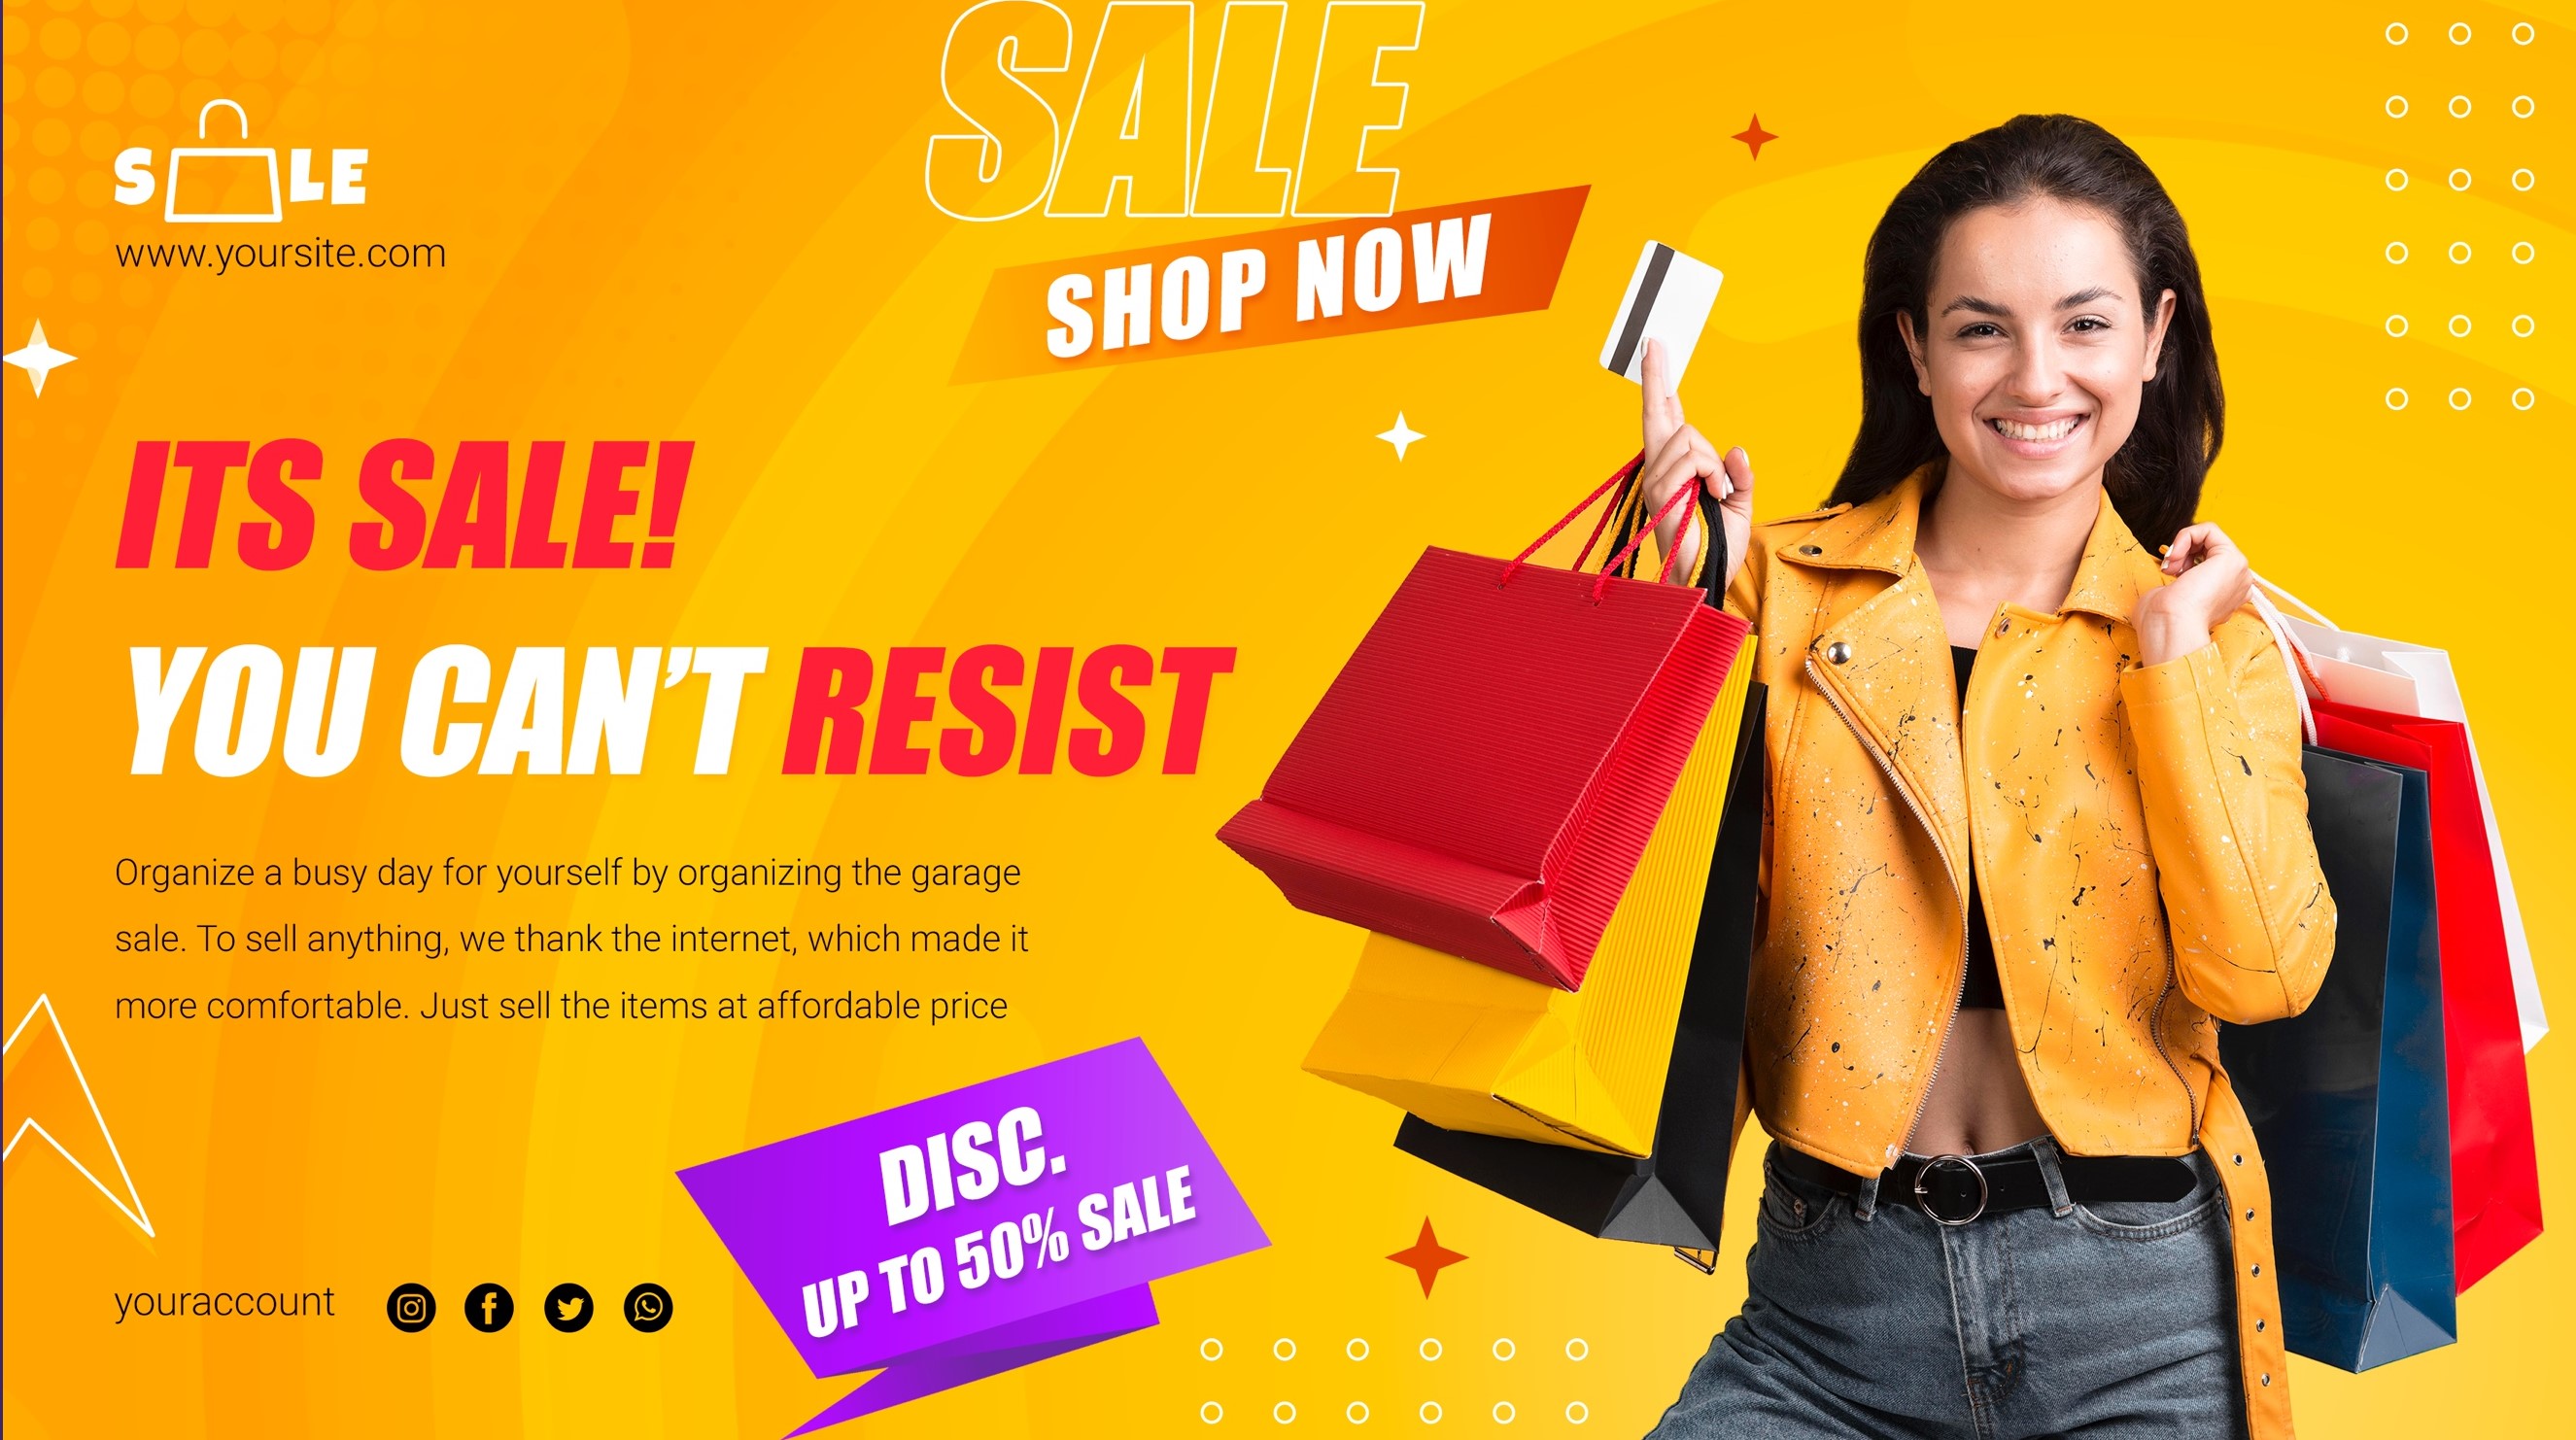 SALE
www.yoursite.com
SALE
SHOP NOW
ITS SALE!
YOU CAN'T RESIST
Organize a busy day for yourself by organizing the garage
sale. To sell anything, we thank the internet, which made it
more comfortable. Just sell the items at affordable price
DISC.
UP TO 50% SALE
youraccount